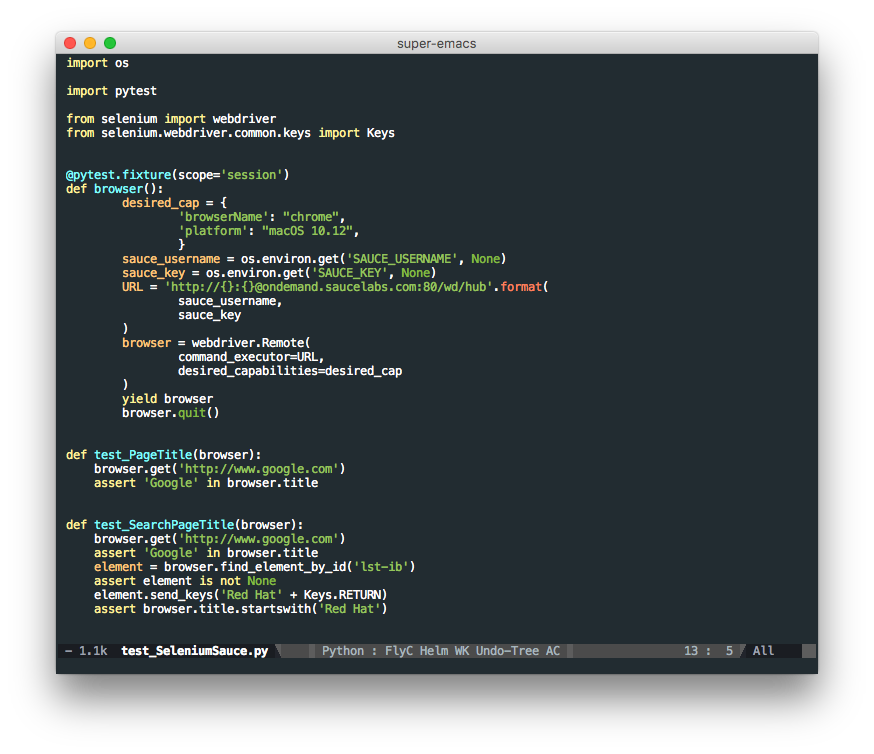 super-emacs
import os
import pytest
from selenium import webdriver
from selenium.webdriver.common.keys import Keys
@pytest.fixture(scope='session')
def browser():
desired_cap = {
'browserName': "chrome",
'platform': "macOS 10.12",
}
sauce_username = os.environ.get('SAUCE_USERNAME', None)
sauce_key = os.environ.get('SAUCE_KEY', None)
URL = 'http://{}:{}@ondemand.saucelabs.com:80/wd/hub'.format(
sauce_username,
sauce_key
)
browser = webdriver.Remote(
command_executor=URL,
desired_capabilities=desired_cap
)
yield browser
browser.quit()
def test_PageTitle(browser):
browser.get('http://www.google.com')
assert 'Google' in browser.title
def test_SearchPageTitle(browser):
browser.get('http://www.google.com')
assert 'Google' in browser.title
element = browser.find_element_by_id('lst-ib')
assert element is not None
element.send_keys('Red Hat' + Keys.RETURN)
assert browser.title.startswith('Red Hat')
- 1.1k test_SeleniumSauce.py Python : FlyC Helm WK Undo-Tree AC 13 : 5 All